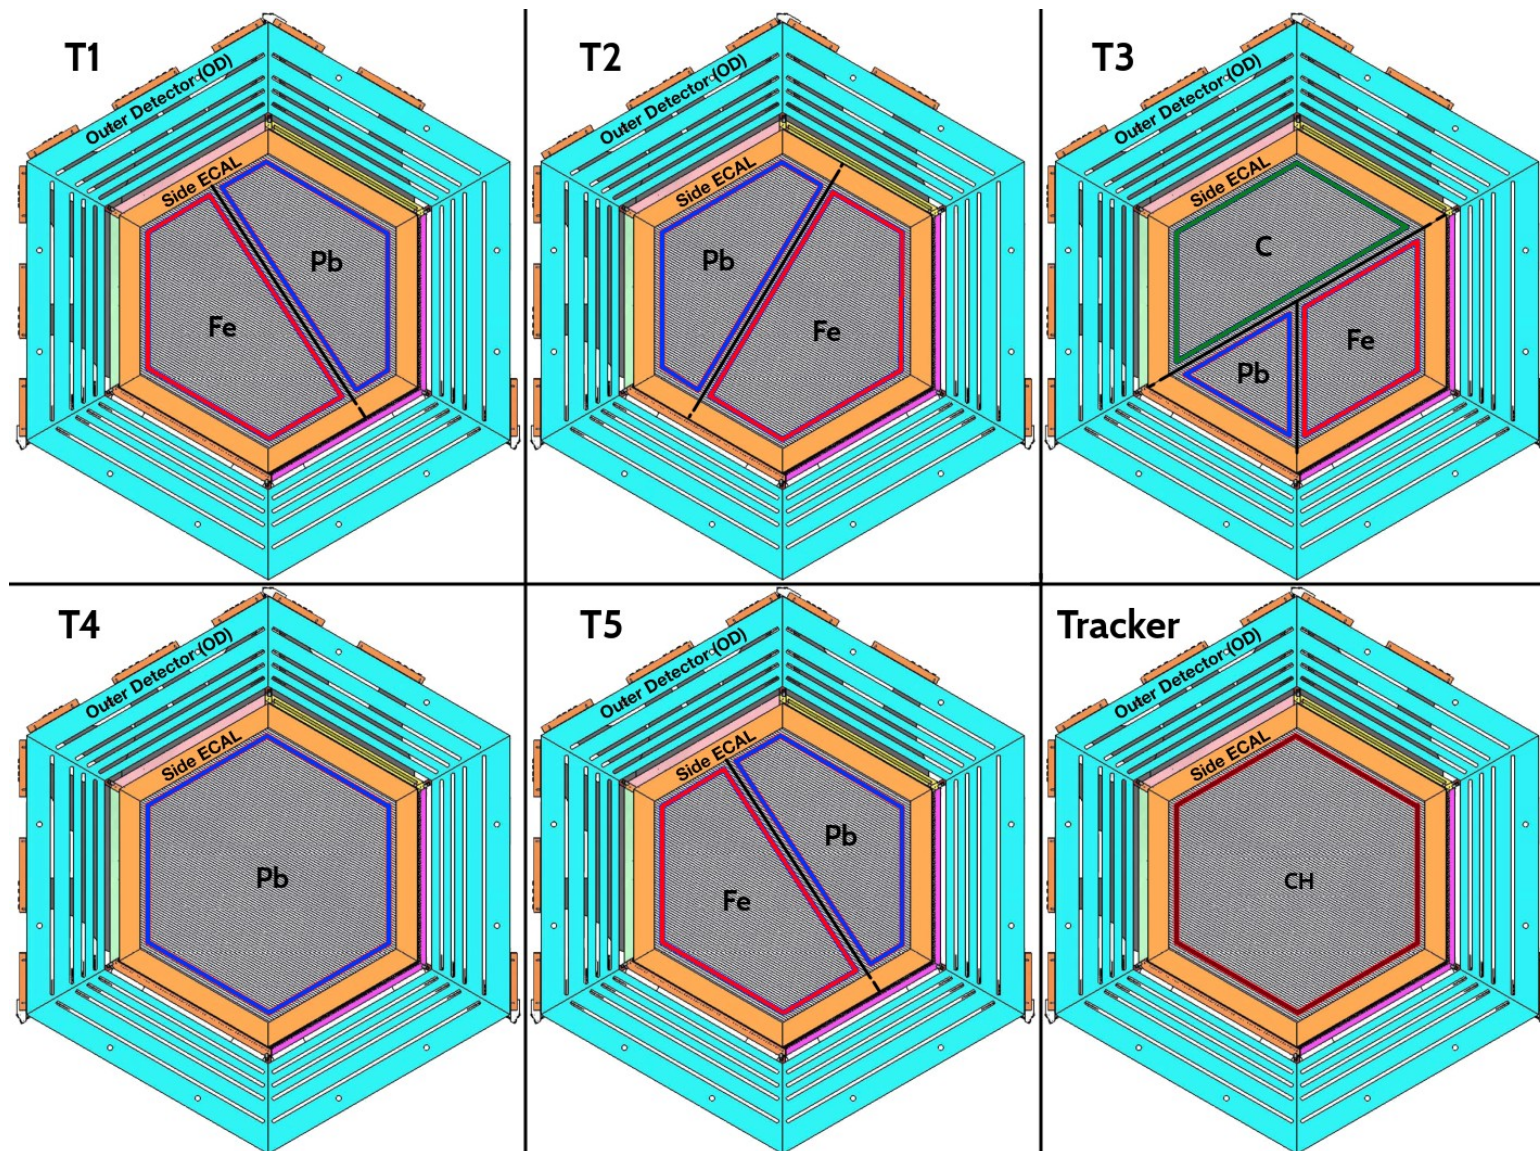 T1
Outer Detector (OD)
Side ECAL
Pb
Fe
T2
Outer Detector (OD)
Side ECAL
Pb
Fe
T3
Outer Detector (OD)
Side ECAL
C
Fe
Pb
T4
Outer Detector (OD)
Side ECAL
Pb
T5
Outer Detector (OD)
Side ECAL
Pb
Fe
Tracker
Outer Detector (OD)
Side ECAL
CH